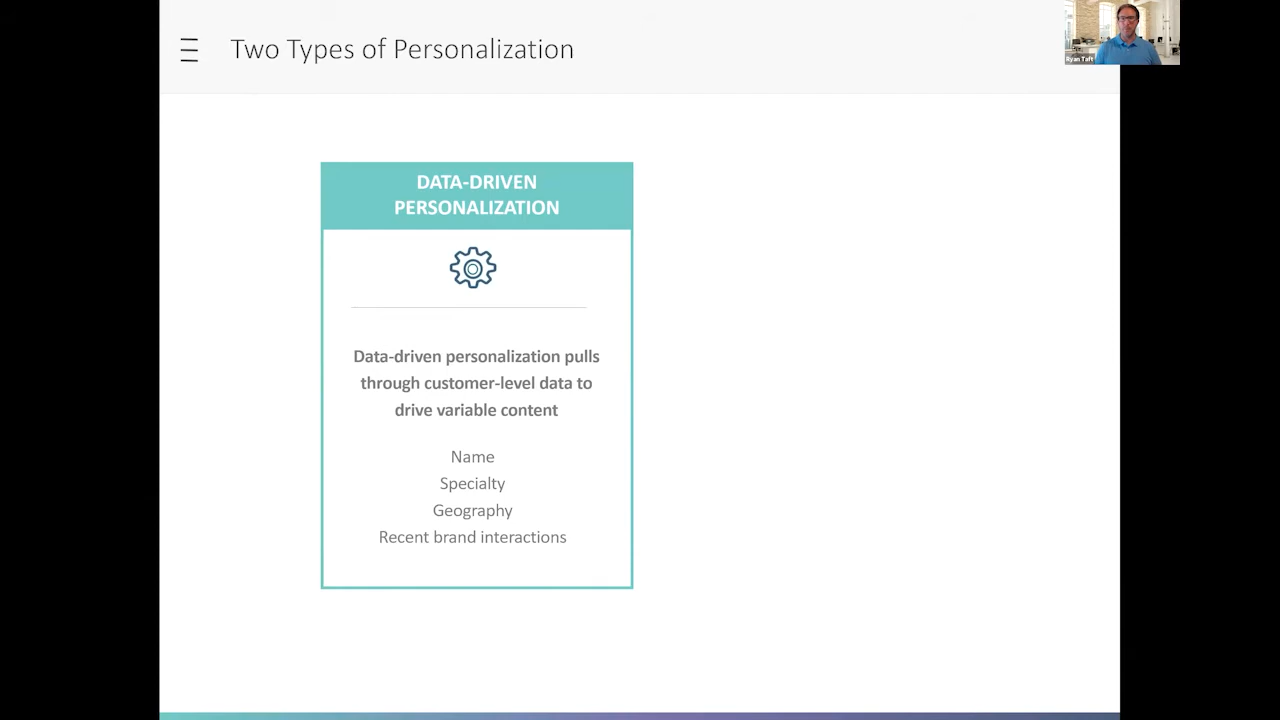 Two Types of Personalization
Ryan Taft
DATA-DRIVEN
PERSONALIZATION
Data-driven personalization pulls
through customer-level data to
drive variable content
Name
Specialty
Geography
Recent brand interactions